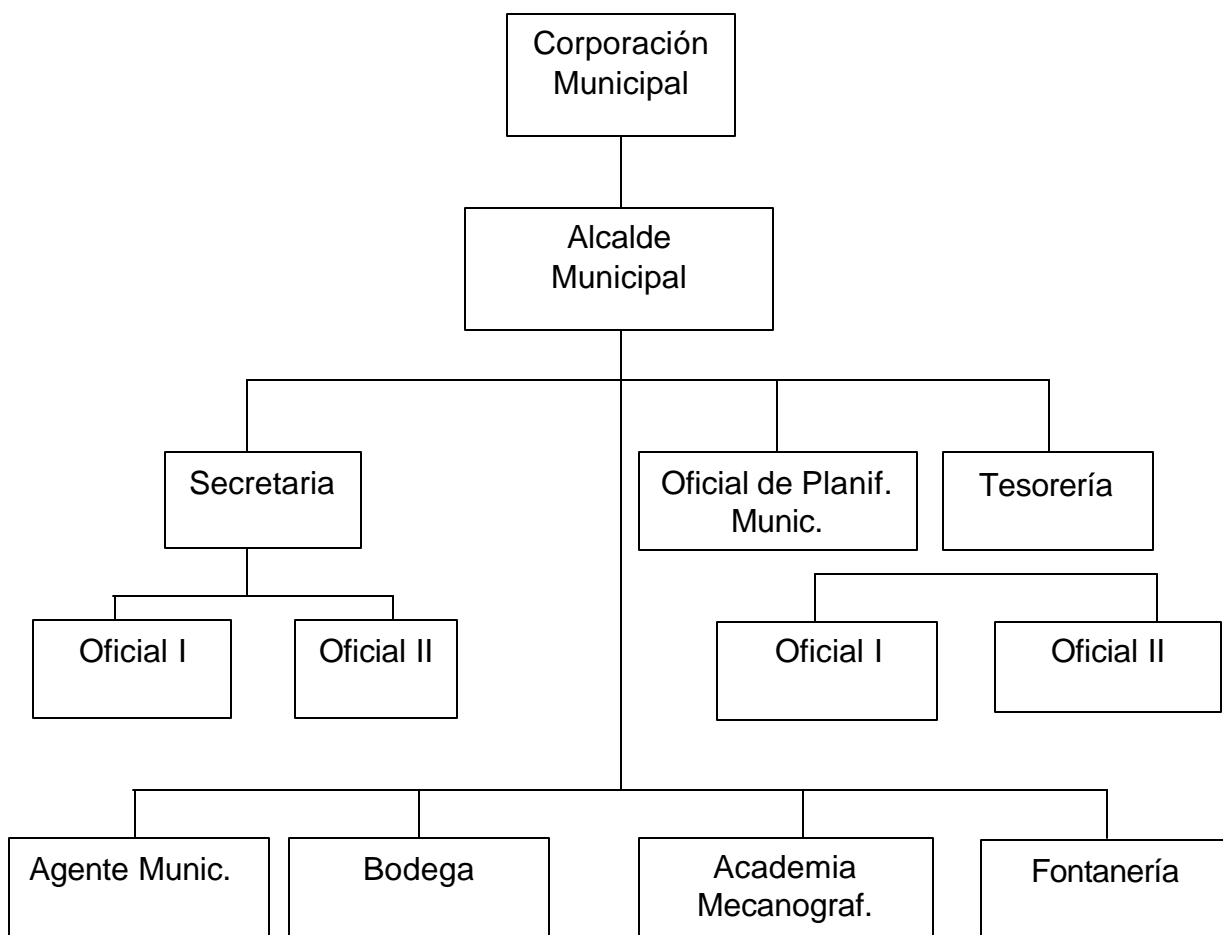 Corporación
Municipal
Alcalde
Municipal
Secretaria
Oficial de Planif.
Munic.
Tesorería
Oficial I
Oficial II
Oficial I
Oficial II
Agente Munic.
Bodega
Academia
Mecanograf.
Fontanería